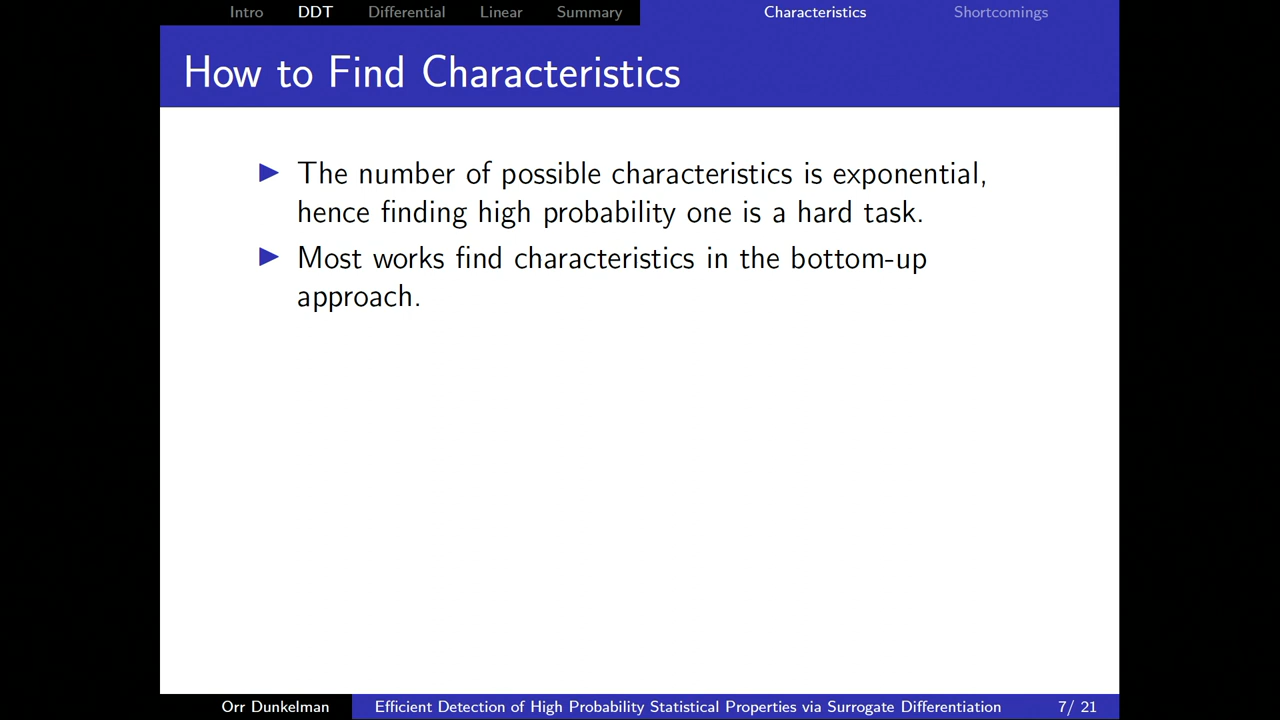 Intro DDT Differential Linear Summary Characteristics Shortcomings
How to Find Characteristics
The number of possible characteristics is exponential,
hence finding high probability one is a hard task.
Most works find characteristics in the bottom-up
approach.
Orr Dunkelman Efficient Detection of High Probability Statistical Properties via Surrogate Differentiation 7/ 21